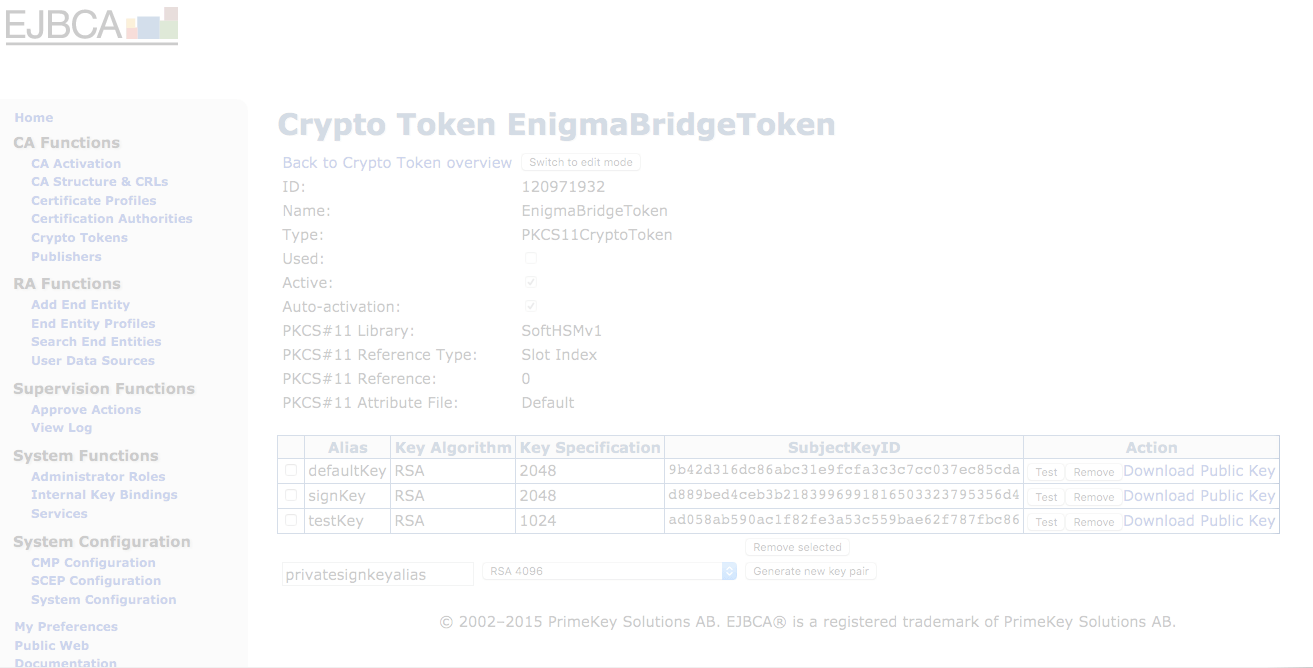 EJBCA
Home
CA Functions
CA Activation
CA Structure & CRLs
Certificate Profiles
Certification Authorities
Crypto Tokens
Publishers
RA Functions
Add End Entity
End Entity Profiles
Search End Entities
User Data Sources
Supervision Functions
Approve Actions
View Log
System Functions
Administrator Roles
Internal Key Bindings
Services
System Configuration
CMP Configuration
SCEP Configuration
System Configuration
My Preferences
Public Web
Documentation
Crypto Token EnigmaBridgeToken
Back to Crypto Token overview Switch to edit mode
ID: 120971932
Name: EnigmaBridgeToken
Type: PKCS11CryptoToken
Used:
Active:
Auto-activation:
PKCS#11 Library: SoftHSMv1
PKCS#11 Reference Type: Slot Index
PKCS#11 Reference: 0
PKCS#11 Attribute File: Default
Alias Key Algorithm Key Specification SubjectKeyID Action
defaultKey RSA 2048 9b42d316dc86abc31e9fcfa3c3c7cc037ec85cda Test Remove Download Public Key
signKey RSA 2048 d889bed4ceb3b21839969918165033237953​56d4 Test Remove Download Public Key
testKey RSA 1024 ad058ab590ac1f82fe3a53c559bae62f787fbc86 Test Remove Download Public Key
Remove selected
privatesignkeyalias RSA 4096 Generate new key pair
© 2002–2015 PrimeKey Solutions AB. EJBCA® is a registered trademark of PrimeKey Solutions AB.